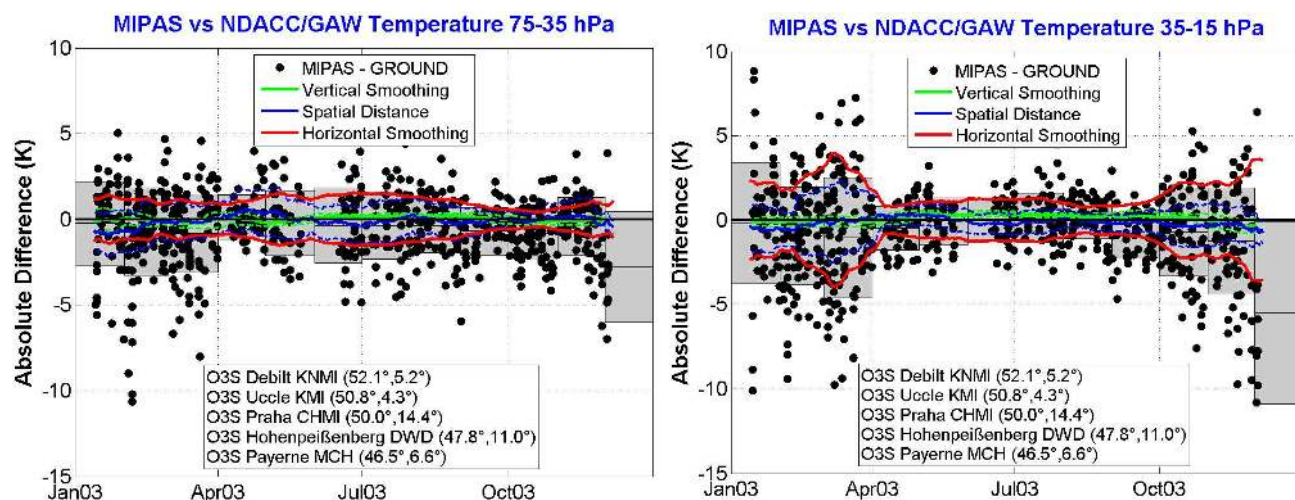 MIPAS vs NDACC/GAW Temperature 75-35 hPa
10
5
0
-5
-10
-15
Absolute Difference (K)
MIPAS - GROUND
Vertical Smoothing
Spatial Distance
Horizontal Smoothing
O3S Debilt KNMI (52.1°,5.2°)
O3S Uccle KMI (50.8°,4.3°)
O3S Praha CHMI (50.0°,14.4°)
O3S Hohenpeißenberg DWD (47.8°,11.0°)
O3S Payerne MCH (46.5°,6.6°)
Jan03 Apr03 Jul03 Oct03
MIPAS vs NDACC/GAW Temperature 35-15 hPa
10
5
0
-5
-10
-15
Absolute Difference (K)
MIPAS - GROUND
Vertical Smoothing
Spatial Distance
Horizontal Smoothing
O3S Debilt KNMI (52.1°,5.2°)
O3S Uccle KMI (50.8°,4.3°)
O3S Praha CHMI (50.0°,14.4°)
O3S Hohenpeißenberg DWD (47.8°,11.0°)
O3S Payerne MCH (46.5°,6.6°)
Jan03 Apr03 Jul03 Oct03